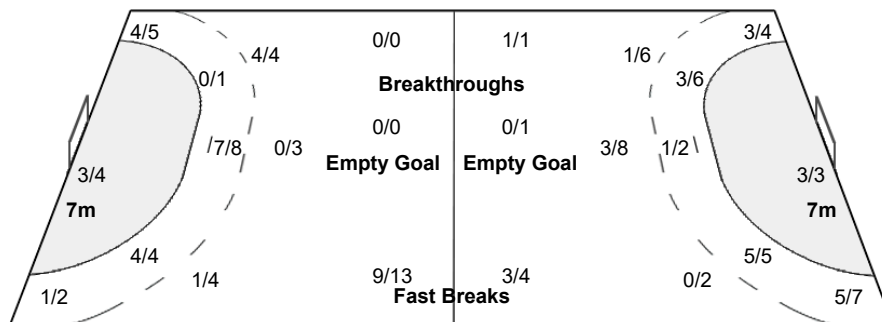 4/5 0/0 1/1 3/4
4/4 1/6
0/1 Breakthroughs 3/6
0/0 0/1
7/8 0/3 3/8 1/2
Empty Goal Empty Goal
3/4 3/3
7m 7m
4/4 5/5
1/4 9/13 3/4 0/2
1/2 Fast Breaks 5/7